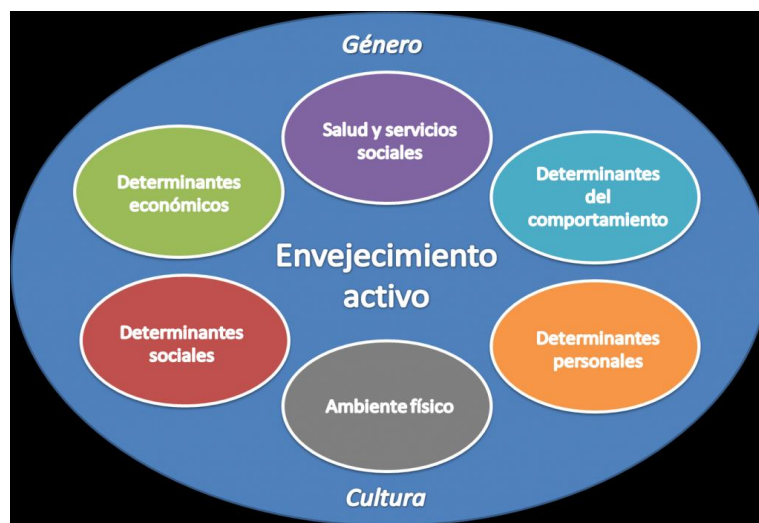 Género
Salud y servicios
sociales
Determinantes
económicos
Determinantes
del
comportamiento
Envejecimiento
activo
Determinantes
sociales
Determinantes
personales
Ambiente físico
Cultura